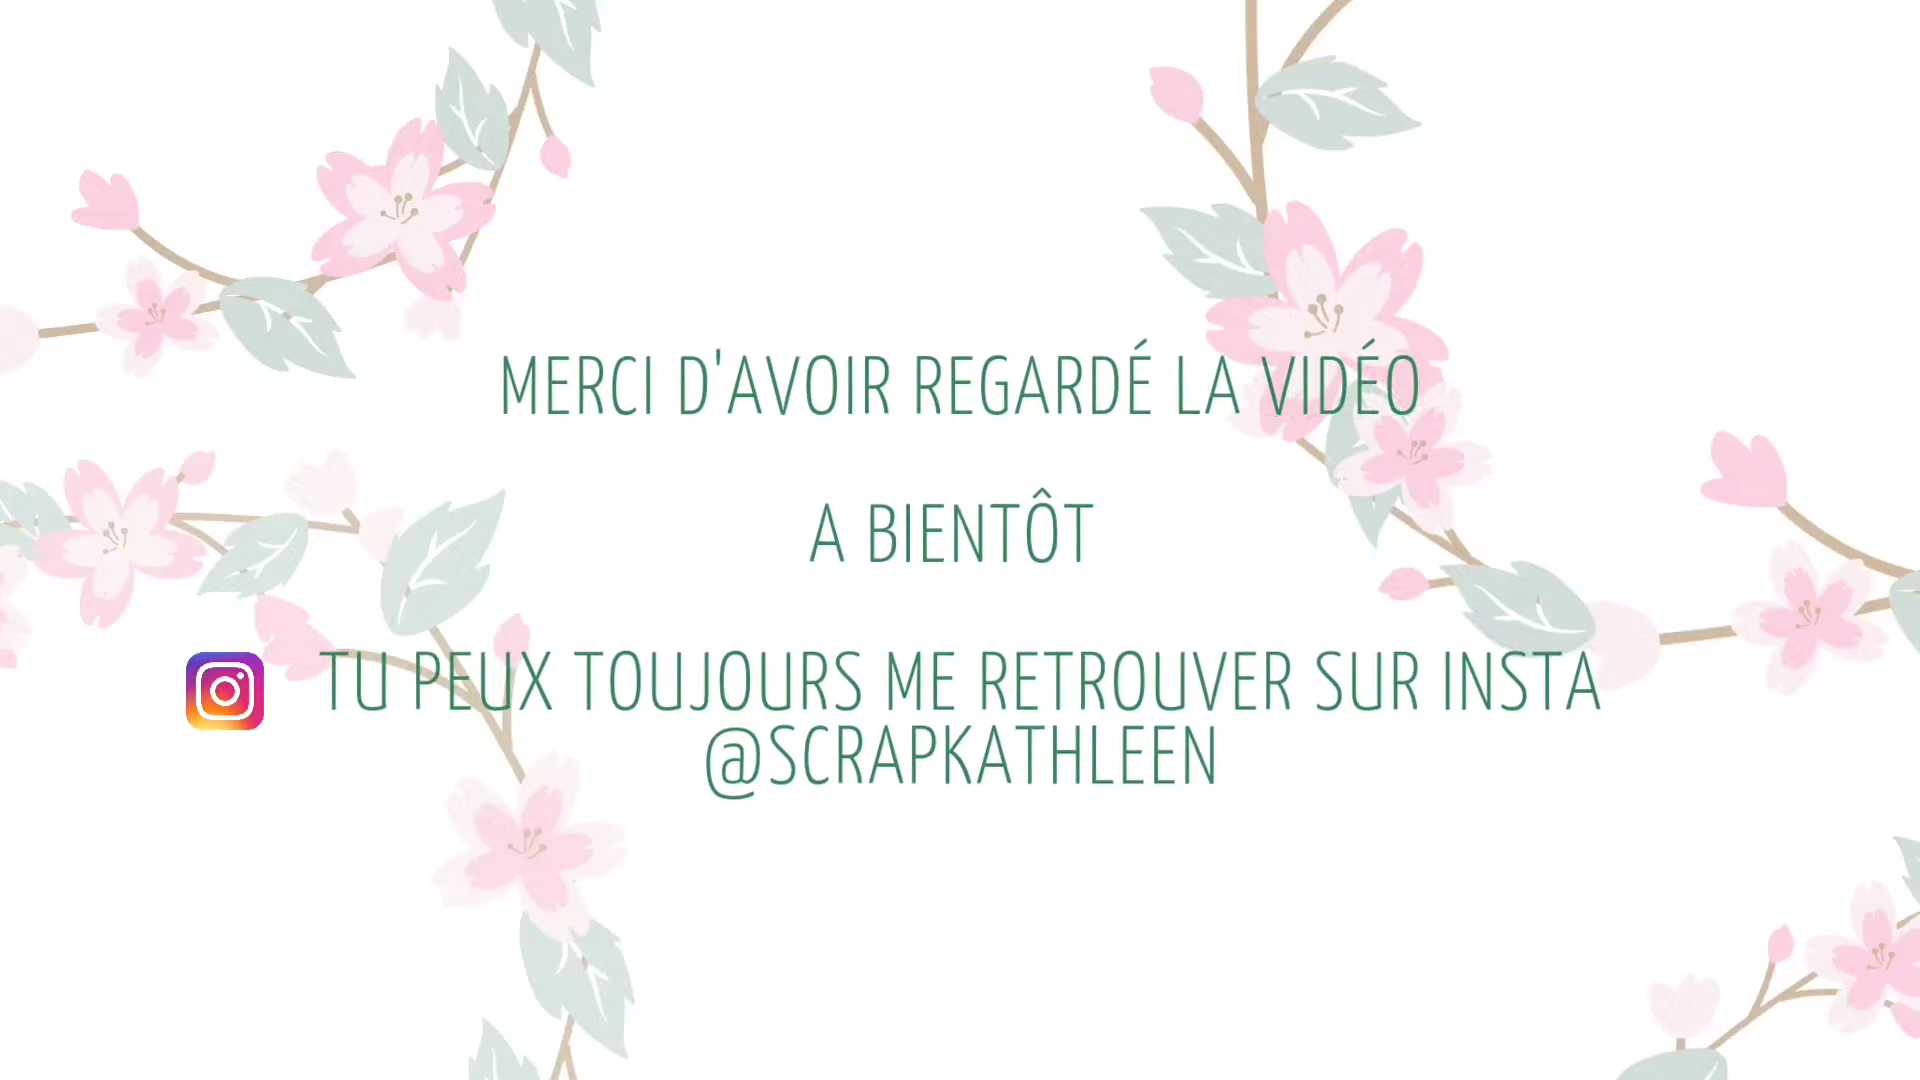 MERCI D'AVOIR REGARDÉ LA VIDÉO
A BIENTÔT
TU PEUX TOUJOURS ME RETROUVER SUR INSTA
@SCRAPKATHLEEN